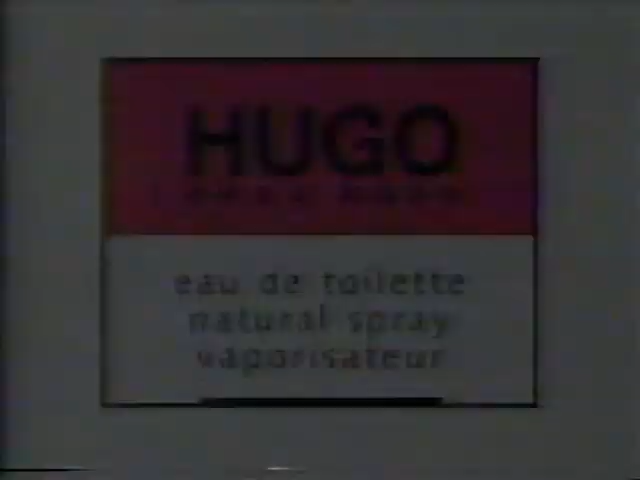 HUGO
eau de toilette
natural spray
vaporisateur